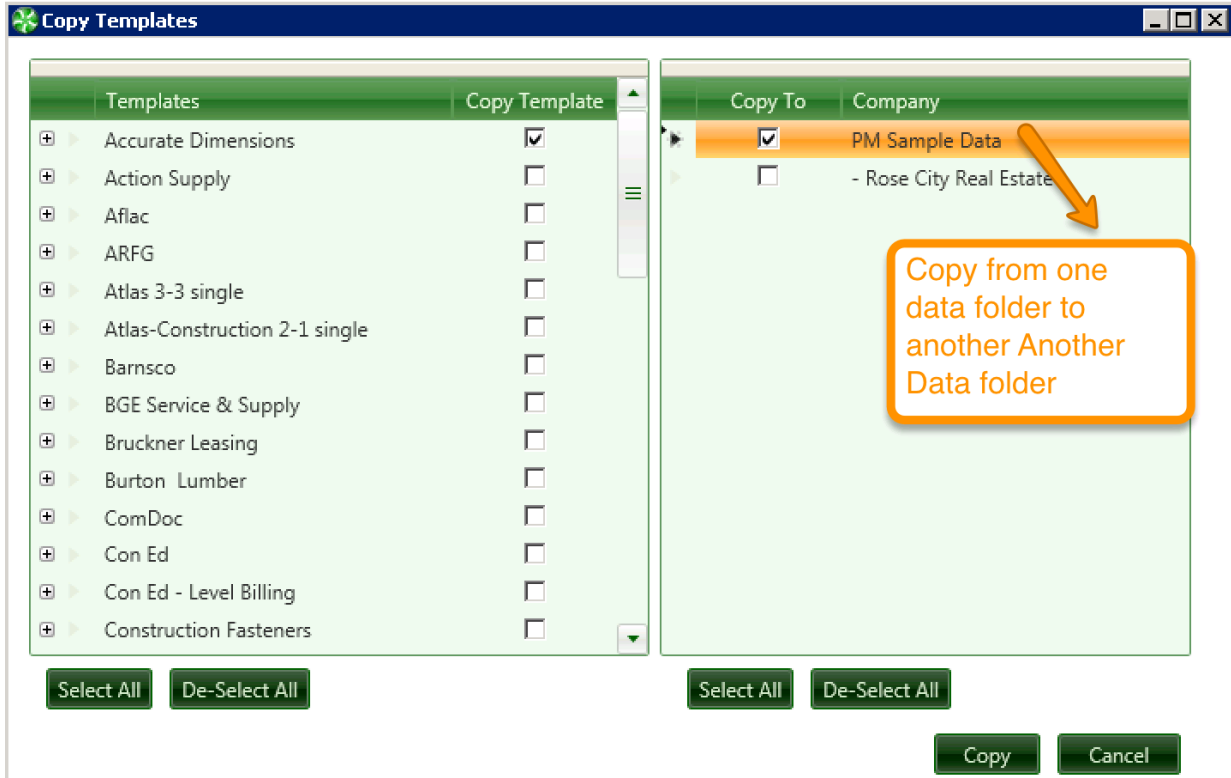 Copy Templates
Templates Copy Template
Accurate Dimensions
Action Supply
Aflac
ARFG
Atlas 3-3 single
Atlas-Construction 2-1 single
Barnsco
BGE Service & Supply
Bruckner Leasing
Burton Lumber
ComDoc
Con Ed
Con Ed - Level Billing
Construction Fasteners
Select All De-Select All
Copy To Company
PM Sample Data
- Rose City Real Estate
Copy from one
data folder to
another Another
Data folder
Select All De-Select All
Copy Cancel